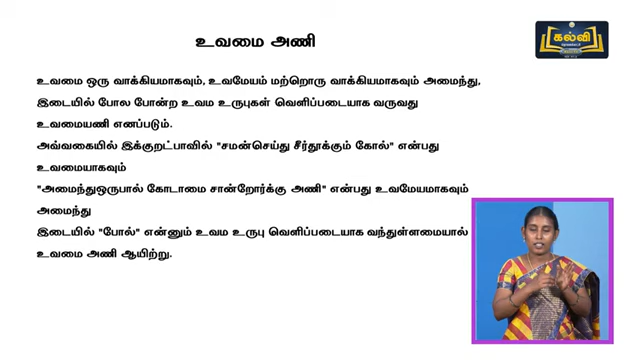 உவமை அணி
கல்வி
உவமை ஒரு வாக்கியமாகவும், உவமேயம் மற்றொரு வாக்கியமாகவும் அமைந்து,
இடையில் போல போன்ற உவம உருபுகள் வெளிப்படையாக வருவது
உவமையணி எனப்படும்.
அவ்வகையில் இக்குறட்பாவில் "சமன்செய்து சீர்தூக்கும் கோல்" என்பது
உவமையாகவும்
"அமைந்துஒருபால் கோடாமை சான்றோர்க்கு அணி" என்பது உவமேயமாகவும்
அமைந்து
இடையில் "போல்" என்னும் உவம உருபு வெளிப்படையாக வந்துள்ளமையால்
உவமை அணி ஆயிற்று.